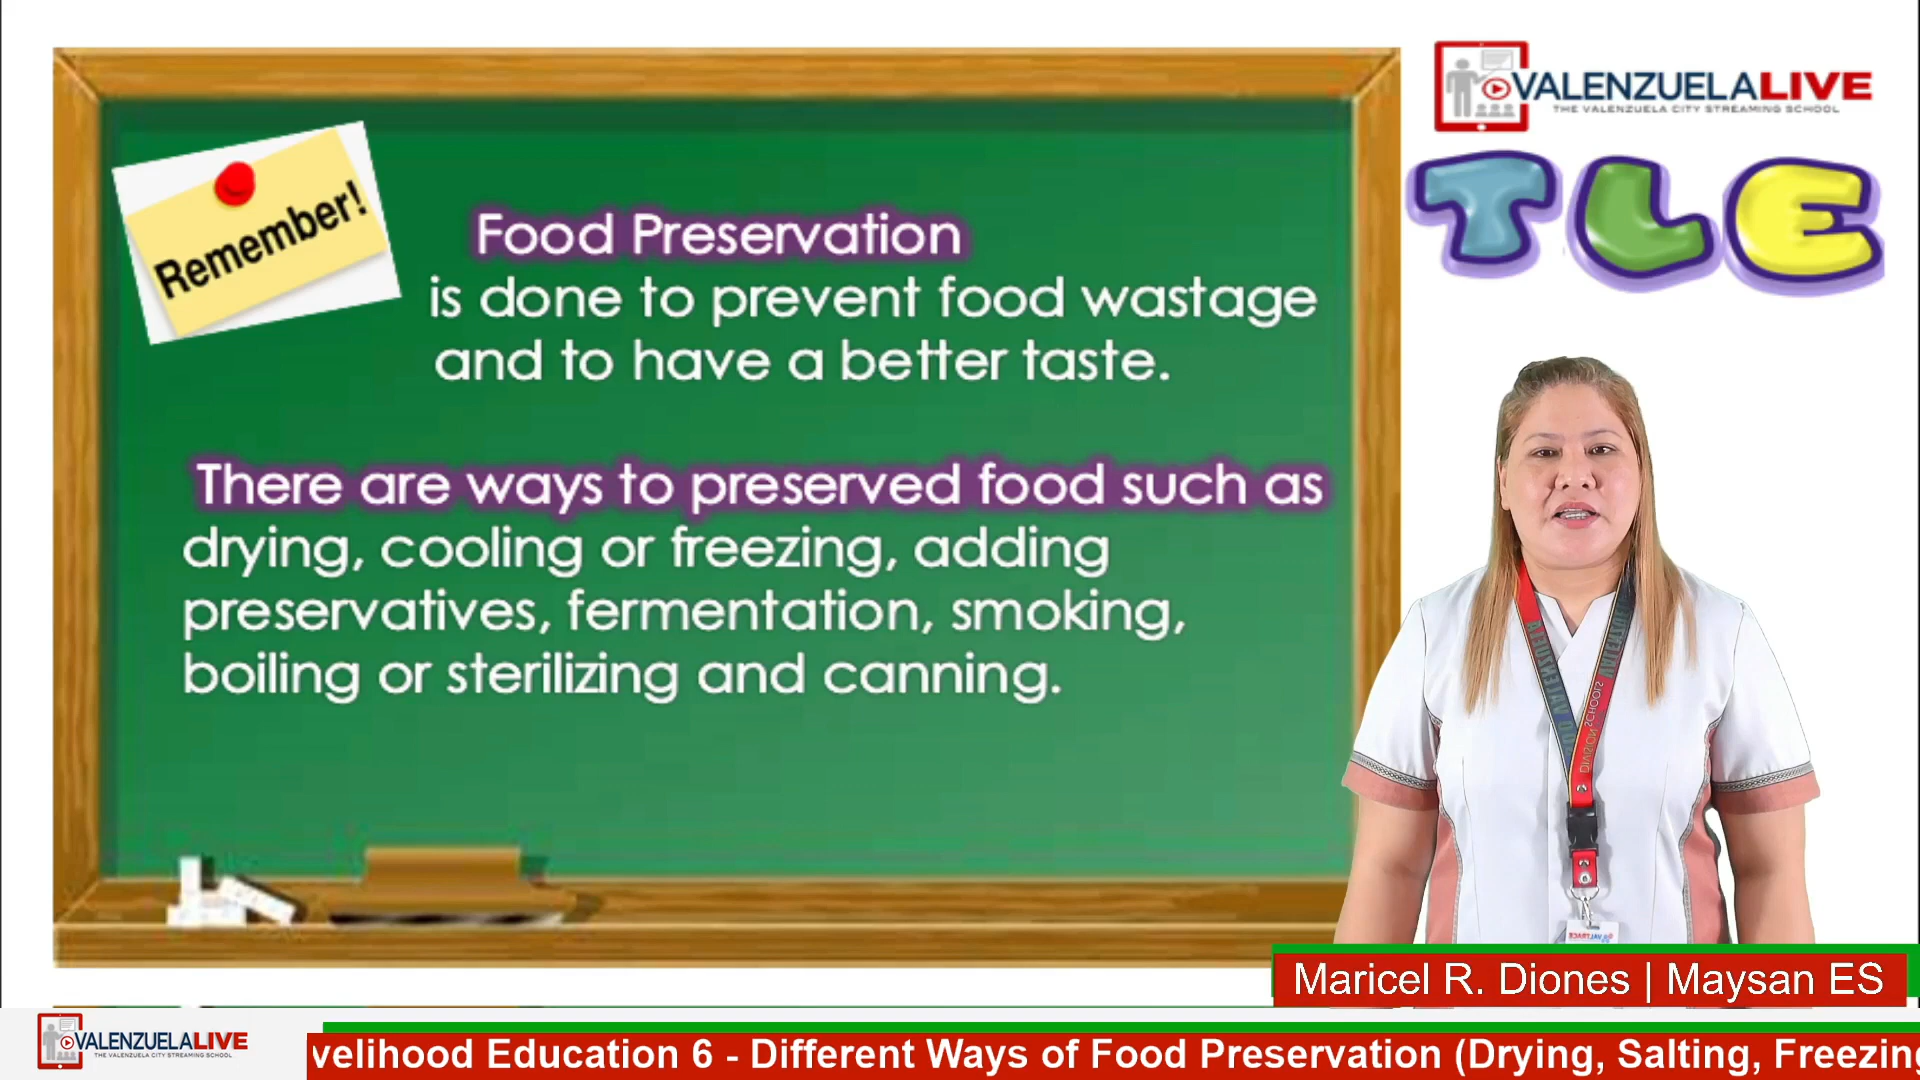 VALENZUELALIVE
THE VALENZUELA CITY STREAMING SCHOOL
TLE
Remember!
Food Preservation
is done to prevent food wastage
and to have a better taste.
There are ways to preserved food such as
drying, cooling or freezing, adding
preservatives, fermentation, smoking,
boiling or sterilizing and canning.
Maricel R. Diones | Maysan ES
VALENZUELALIVE
THE VALENZUELA CITY STREAMING SCHOOL
velihood Education 6 - Different Ways of Food Preservation (Drying, Salting, Freezing